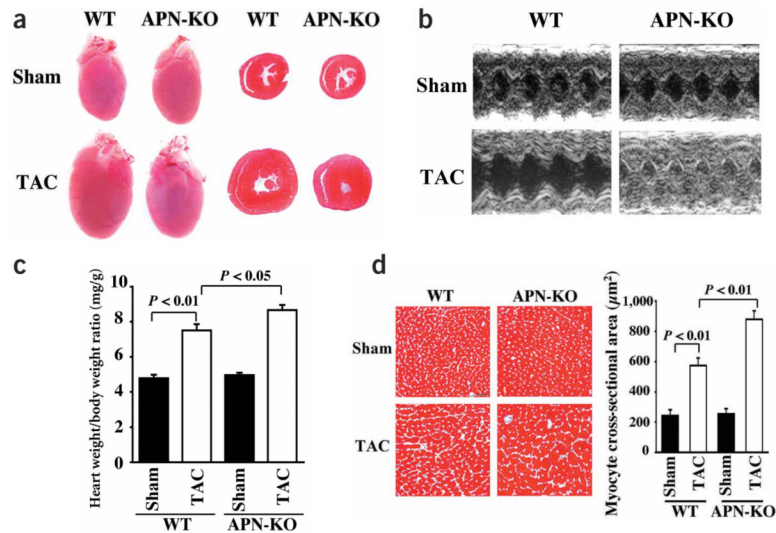 a
WT APN-KO WT APN-KO
Sham
TAC
b
WT APN-KO
Sham
TAC
c
Heart weight/body weight ratio (mg/g)
10
8
6
4
2
0
P < 0.01
P < 0.05
Sham TAC Sham TAC
WT APN-KO
d
WT APN-KO
Sham
TAC
Myocyte cross-sectional area (µm²)
1,000
800
600
400
200
0
P < 0.01
P < 0.01
Sham TAC Sham TAC
WT APN-KO